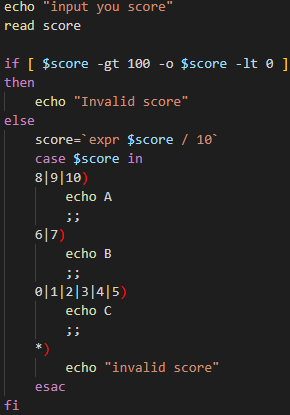 echo "input you score"
read score
if [ $score -gt 100 -o $score -lt 0 ]
then
echo "Invalid score"
else
score=`expr $score / 10`
case $score in
8|9|10)
echo A
;;
6|7)
echo B
;;
0|1|2|3|4|5)
echo C
;;
*)
echo "invalid score"
esac
fi